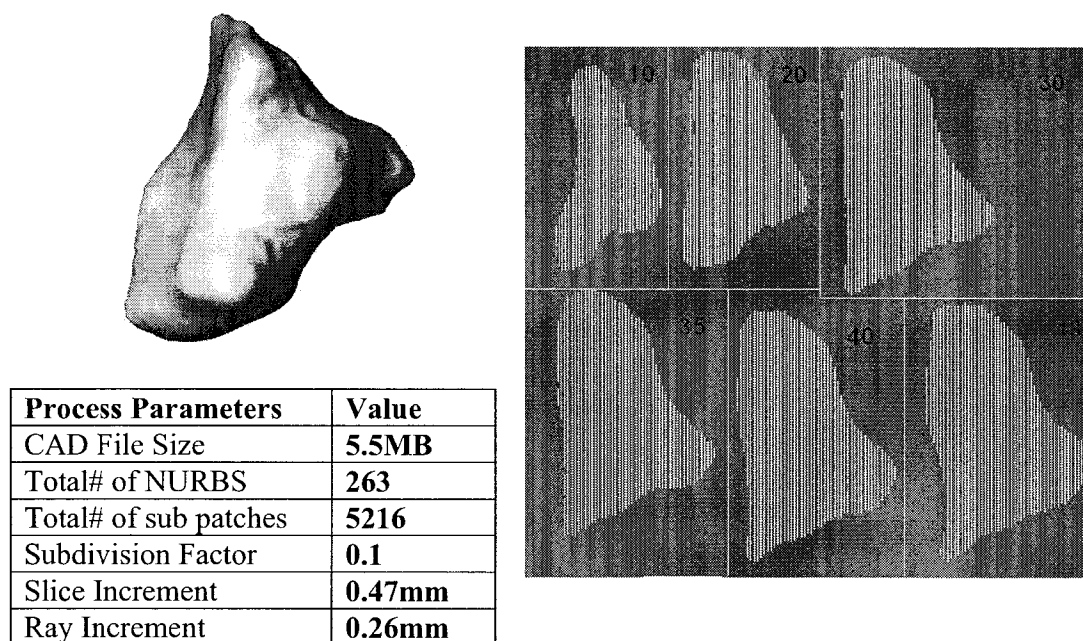 10
20
30
35
40
Process Parameters Value
CAD File Size 5.5MB
Total# of NURBS 263
Total# of sub patches 5216
Subdivision Factor 0.1
Slice Increment 0.47mm
Ray Increment 0.26mm